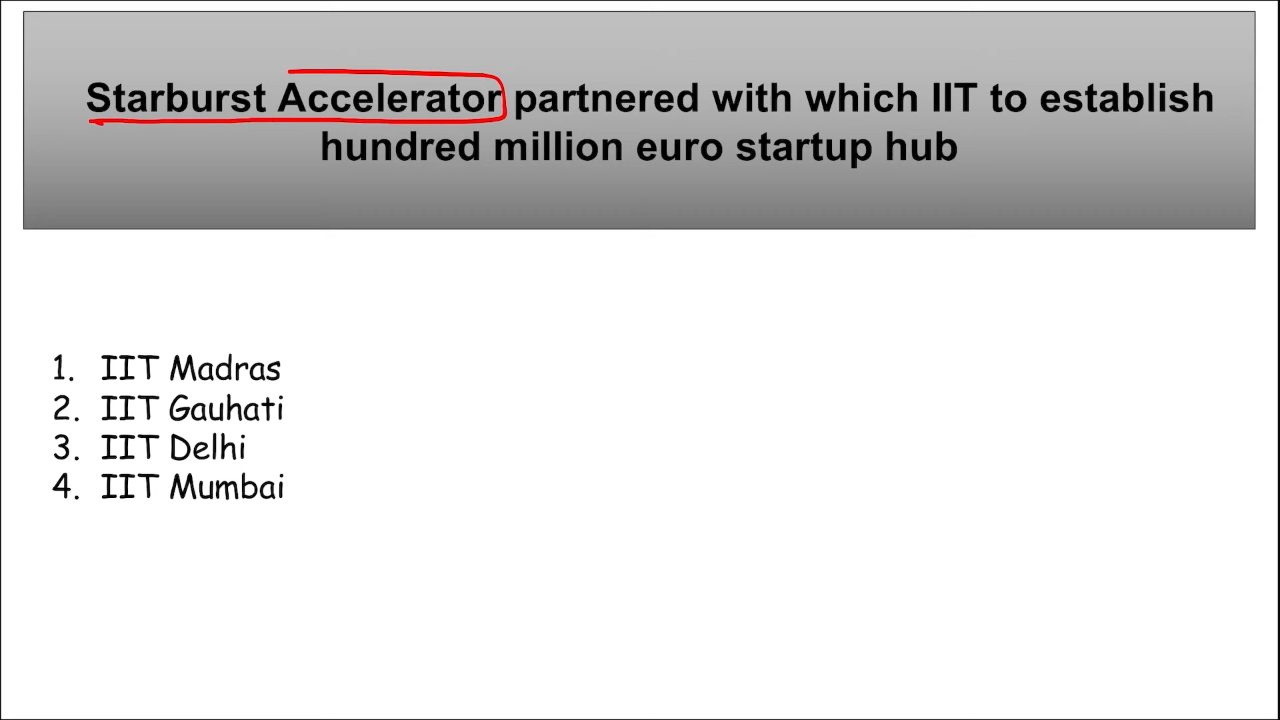 Starburst Accelerator partnered with which IIT to establish
hundred million euro startup hub
1. IIT Madras
2. IIT Gauhati
3. IIT Delhi
4. IIT Mumbai